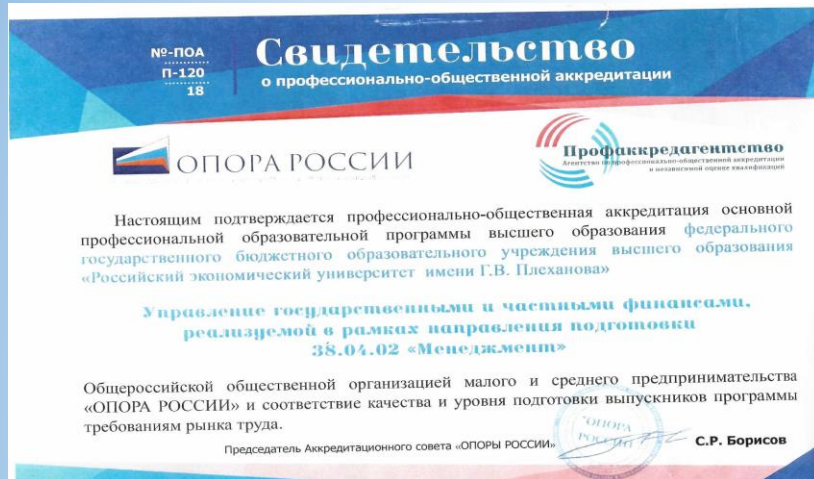 №-ПОА
П-120
18
Свидетельство
о профессионально-общественной аккредитации
ОПОРА РОССИИ
Профаккредагентство
Агентство по профессионально-общественной аккредитации
и независимой оценке квалификаций
Настоящим подтверждается профессионально-общественная аккредитация основной
профессиональной образовательной программы высшего образования федерального
государственного бюджетного образовательного учреждения высшего образования
«Российский экономический университет имени Г.В. Плеханова»
Управление государственными и частными финансами,
реализуемой в рамках направления подготовки
38.04.02 «Менеджмент»
Общероссийской общественной организацией малого и среднего предпринимательства
«ОПОРА РОССИИ» и соответствие качества и уровня подготовки выпускников программы
требованиям рынка труда.
"ОПОРА
РОССИИ"
Председатель Аккредитационного совета «ОПОРЫ РОССИИ»
С.Р. Борисов